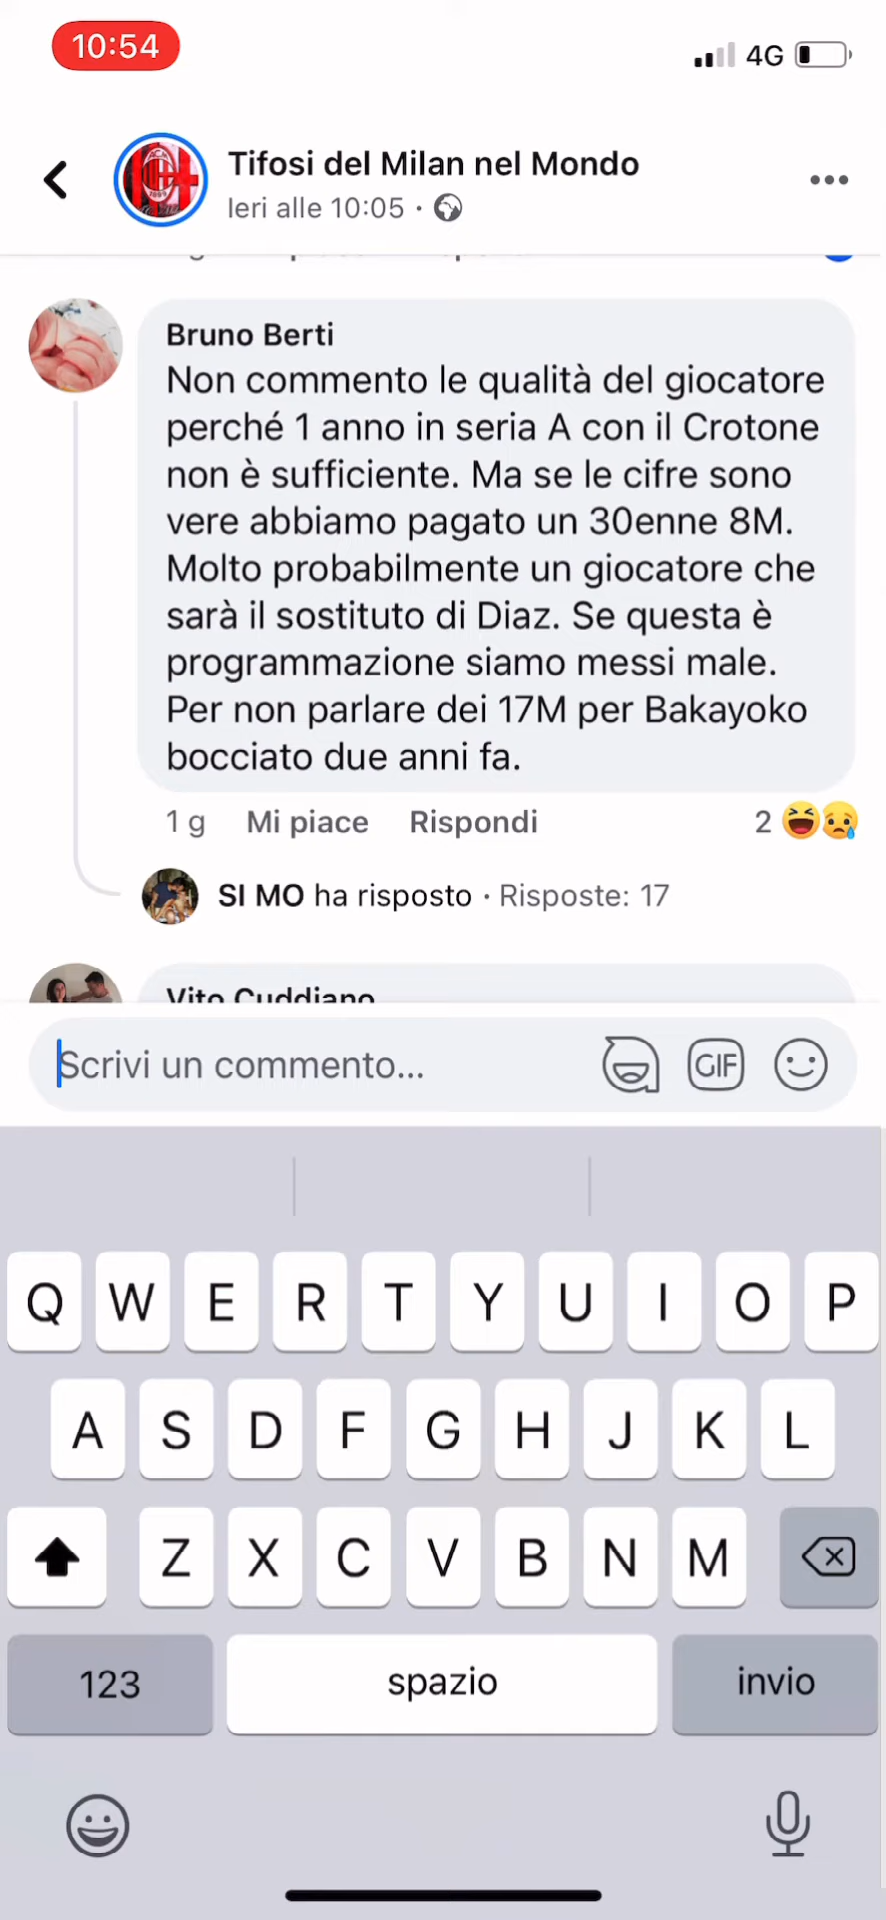 10:54
4G
Tifosi del Milan nel Mondo
Ieri alle 10:05 ·
Bruno Berti
Non commento le qualità del giocatore
perché 1 anno in seria A con il Crotone
non è sufficiente. Ma se le cifre sono
vere abbiamo pagato un 30enne 8M.
Molto probabilmente un giocatore che
sarà il sostituto di Diaz. Se questa è
programmazione siamo messi male.
Per non parlare dei 17M per Bakayoko
bocciato due anni fa.
1 g Mi piace Rispondi 2
SI MO ha risposto · Risposte: 17
Vito Cuddiano
Scrivi un commento...
GIF
Q W E R T Y U I O P
A S D F G H J K L
Z X C V B N M
123 spazio invio